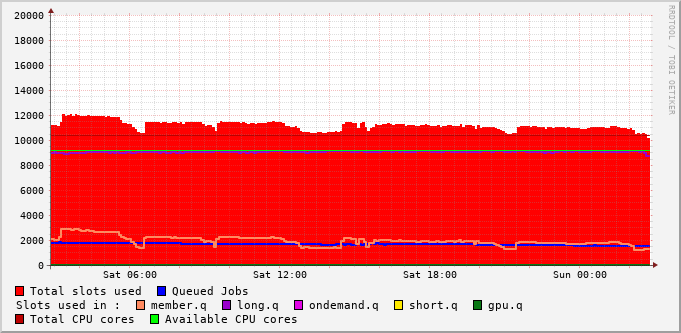 RRDTOOL / TOBI OETIKER
20000
18000
16000
14000
12000
10000
8000
6000
4000
2000
0
Sat 06:00 Sat 12:00 Sat 18:00 Sun 00:00
Total slots used Queued Jobs
Slots used in : member.q long.q ondemand.q short.q gpu.q
Total CPU cores Available CPU cores